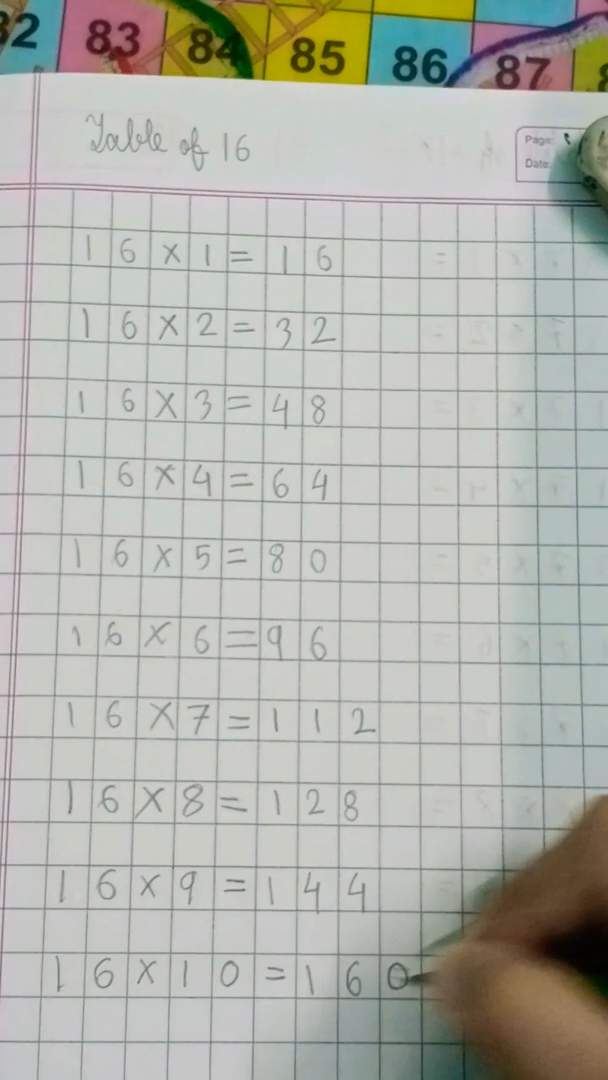 82 83 84 85 86 87
Table of 16
Page:
Date:
16×1=16
16×2=32
16×3=48
16×4=64
16×5=80
16×6=96
16×7=112
16×8=128
16×9=144
16×10=160